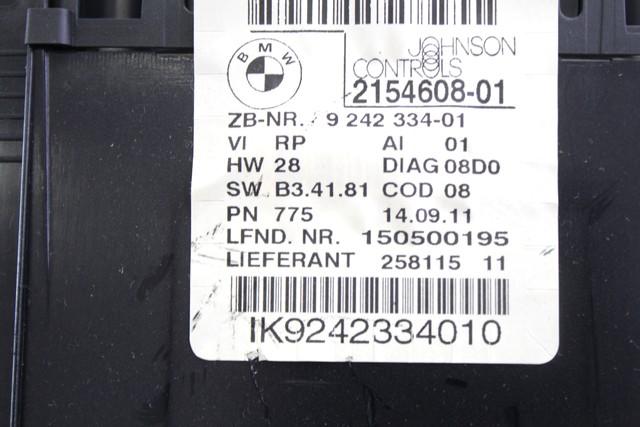 BMW
JOHNSON
CONTROLS
2154608-01
ZB-NR. 9 242 334-01
VI RP AI 01
HW 28 DIAG 08D0
SW B3.41.81 COD 08
PN 775 14.09.11
LFND. NR. 150500195
LIEFERANT 258115 11
IK9242334010